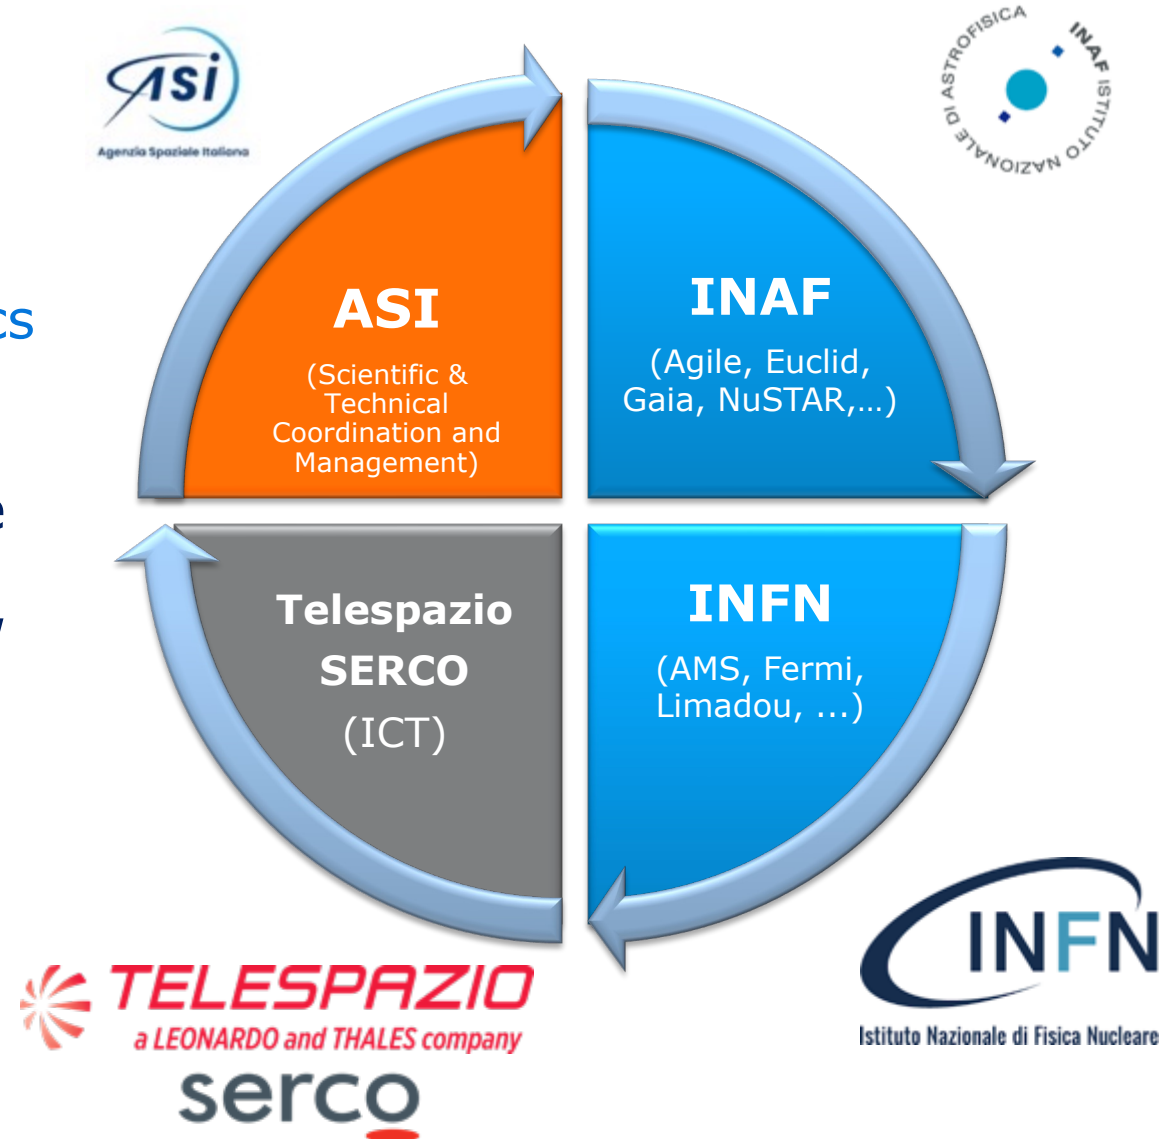 ASI
Agenzia Spaziale Italiana
INAF ISTITUTO NAZIONALE DI ASTROFISICA
ASI
(Scientific &
Technical
Coordination and
Management)
INAF
(Agile, Euclid,
Gaia, NuSTAR,...)
cs
e
Telespazio
SERCO
(ICT)
INFN
(AMS, Fermi,
Limadou, ...)
TELESPAZIO
a LEONARDO and THALES company
serco
INFN
Istituto Nazionale di Fisica Nucleare